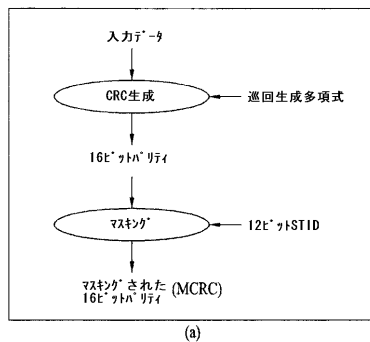 入力ﾃﾞｰﾀ
CRC生成
巡回生成多項式
16ﾋﾞｯﾄﾊﾟﾘﾃｨ
ﾏｽｷﾝｸﾞ
12ﾋﾞｯﾄSTID
ﾏｽｷﾝｸﾞされた
16ﾋﾞｯﾄﾊﾟﾘﾃｨ (MCRC)
(a)